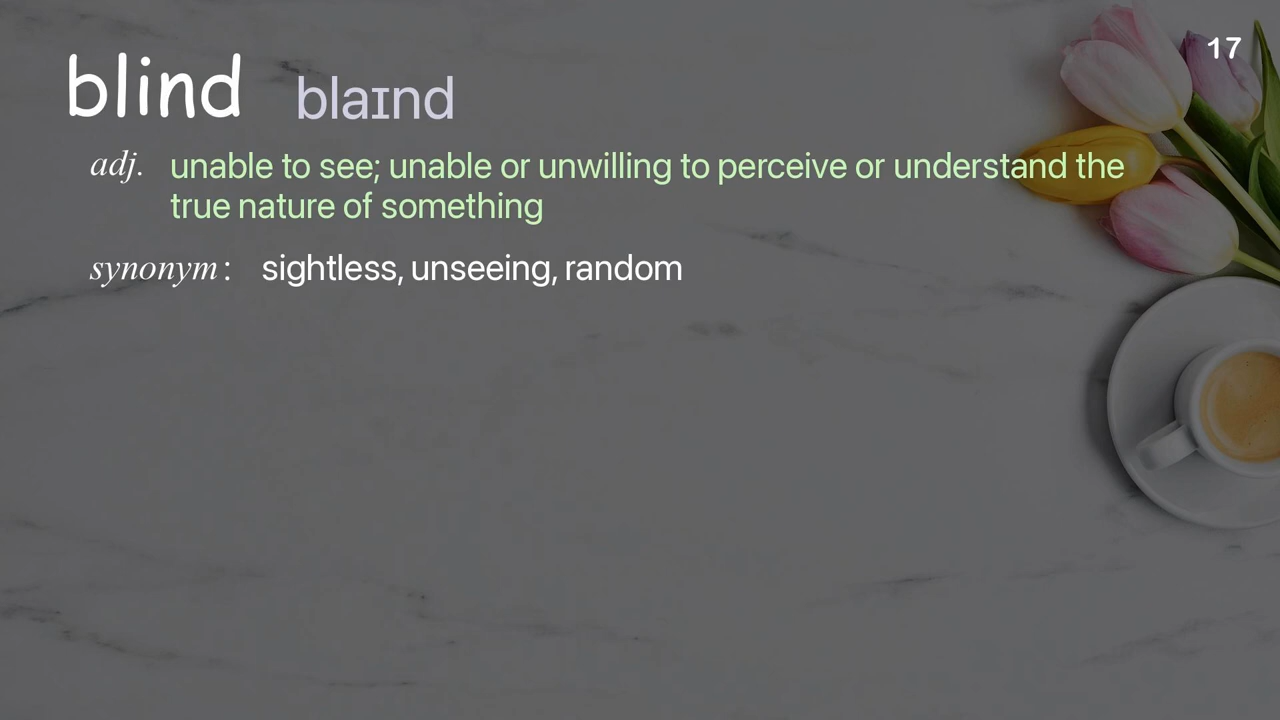 17
blind blaɪnd
adj. unable to see; unable or unwilling to perceive or understand the
true nature of something
synonym: sightless, unseeing, random